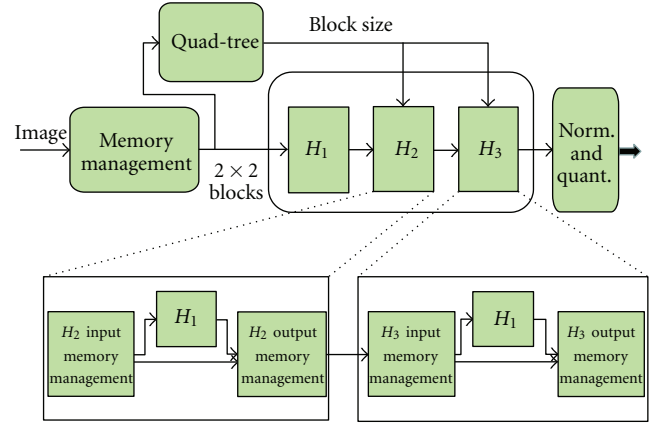 Quad-tree
Block size
Image
Memory
management
2 × 2
blocks
H1
H2
H3
Norm.
and
quant.
H2 input
memory
management
H1
H2 output
memory
management
H3 input
memory
management
H1
H3 output
memory
management